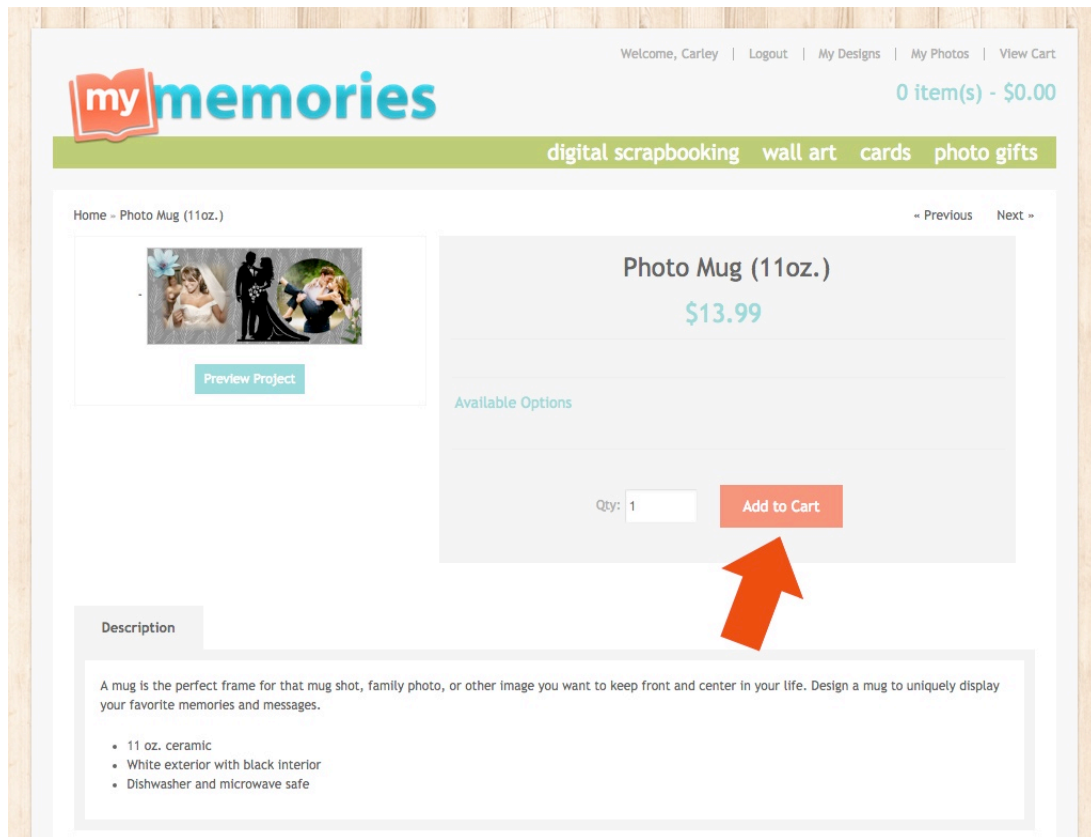 Welcome, Carley | Logout | My Designs | My Photos | View Cart
my memories
0 item(s) - $0.00
digital scrapbooking wall art cards photo gifts
Home » Photo Mug (11oz.)
« Previous Next »
Photo Mug (11oz.)
$13.99
Preview Project
Available Options
Qty: 1 Add to Cart
Description
A mug is the perfect frame for that mug shot, family photo, or other image you want to keep front and center in your life. Design a mug to uniquely display
your favorite memories and messages.
• 11 oz. ceramic
• White exterior with black interior
• Dishwasher and microwave safe